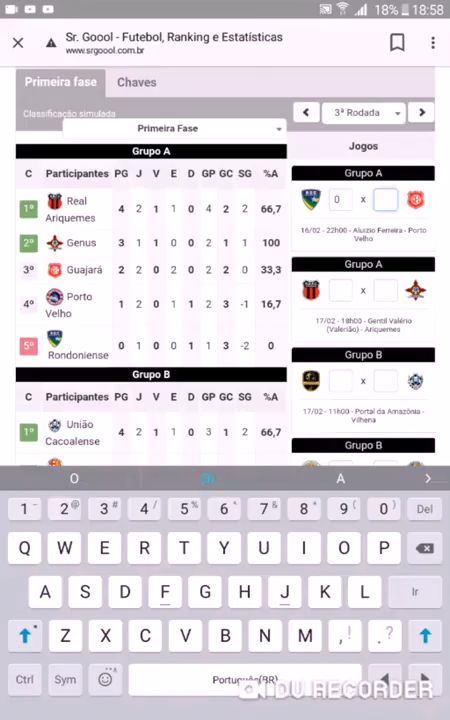 18% 18:58
Sr. Goool - Futebol, Ranking e Estatísticas
www.srgoool.com.br
Primeira fase Chaves
Classificação simulada
3ª Rodada
Primeira Fase
Jogos
Grupo A
C Participantes PG J V E D GP GC SG %A
1º Real Ariquemes 4 2 1 1 0 4 2 2 66,7
2º Genus 3 1 1 0 0 2 1 1 100
3º Guajará 2 2 0 2 0 2 2 0 33,3
4º Porto Velho 1 2 0 1 1 2 3 -1 16,7
5º Rondoniense 0 1 0 0 1 1 3 -2 0
Grupo B
C Participantes PG J V E D GP GC SG %A
1º União Cacoalense 4 2 1 1 0 3 1 2 66,7
Grupo A
0 x
16/02 - 22h00 - Aluizio Ferreira - Porto
Velho
Grupo A
x
17/02 - 18h00 - Gentil Valério
(Valerião) - Ariquemes
Grupo B
x
17/02 - 11h00 - Portal da Amazônia -
Vilhena
Grupo B
O A
1 - 2 @ 3 # 4 / 5 % 6 ^ 7 & 8 * 9 ( 0 ) Del
Q W E R T Y U I O P
A S D F G H J K L Ir
Z X C V B N M , ! . ?
Ctrl Sym Português(BR)
DU RECORDER